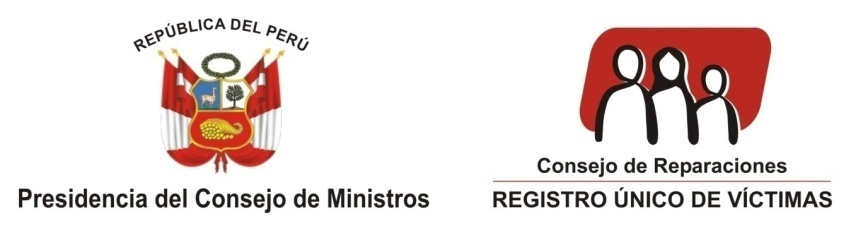 REPÚBLICA DEL PERÚ
Presidencia del Consejo de Ministros
Consejo de Reparaciones
REGISTRO ÚNICO DE VÍCTIMAS